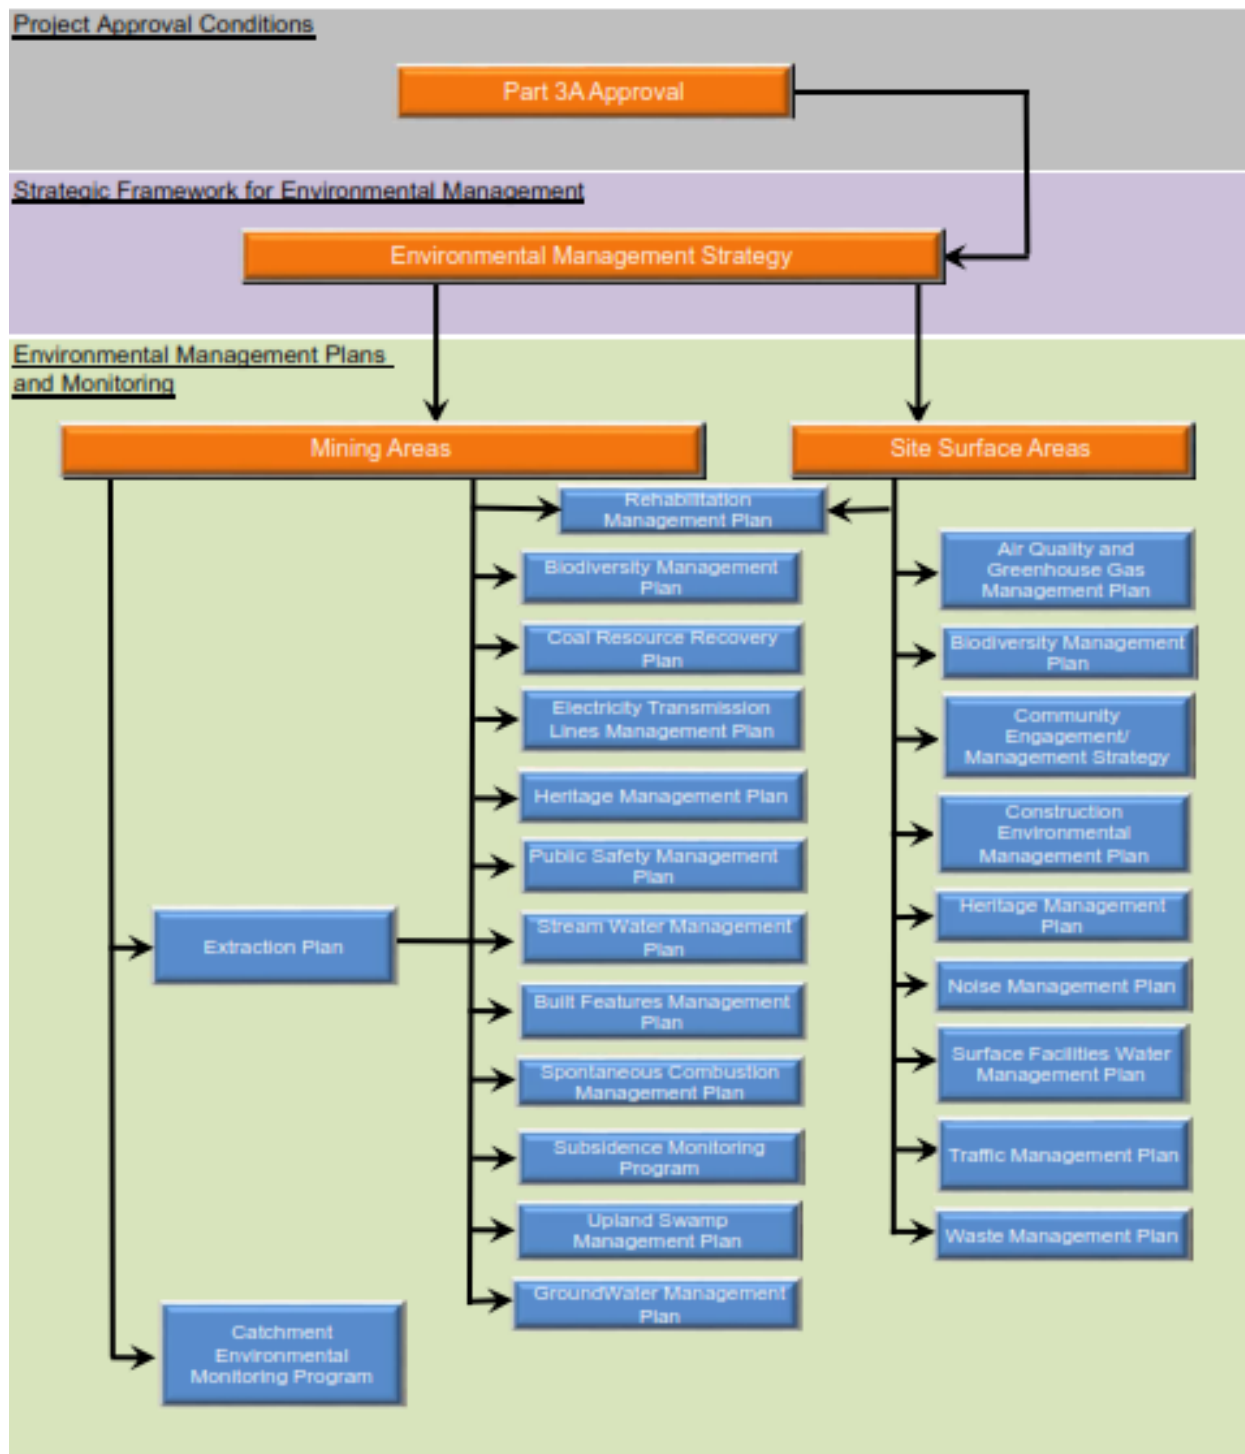 Project Approval Conditions
Part 3A Approval
Strategic Framework for Environmental Management
Environmental Management Strategy
Environmental Management Plans
and Monitoring
Mining Areas
Site Surface Areas
Rehabilitation
Management Plan
Biodiversity Management
Plan
Coal Resource Recovery
Plan
Electricity Transmission
Lines Management Plan
Heritage Management Plan
Public Safety Management
Plan
Extraction Plan
Stream Water Management
Plan
Built Features Management
Plan
Spontaneous Combustion
Management Plan
Subsidence Monitoring
Program
Upland Swamp
Management Plan
GroundWater Management
Plan
Catchment
Environmental
Monitoring Program
Air Quality and
Greenhouse Gas
Management Plan
Biodiversity Management
Plan
Community
Engagement/
Management Strategy
Construction
Environmental
Management Plan
Heritage Management
Plan
Noise Management Plan
Surface Facilities Water
Management Plan
Traffic Management Plan
Waste Management Plan